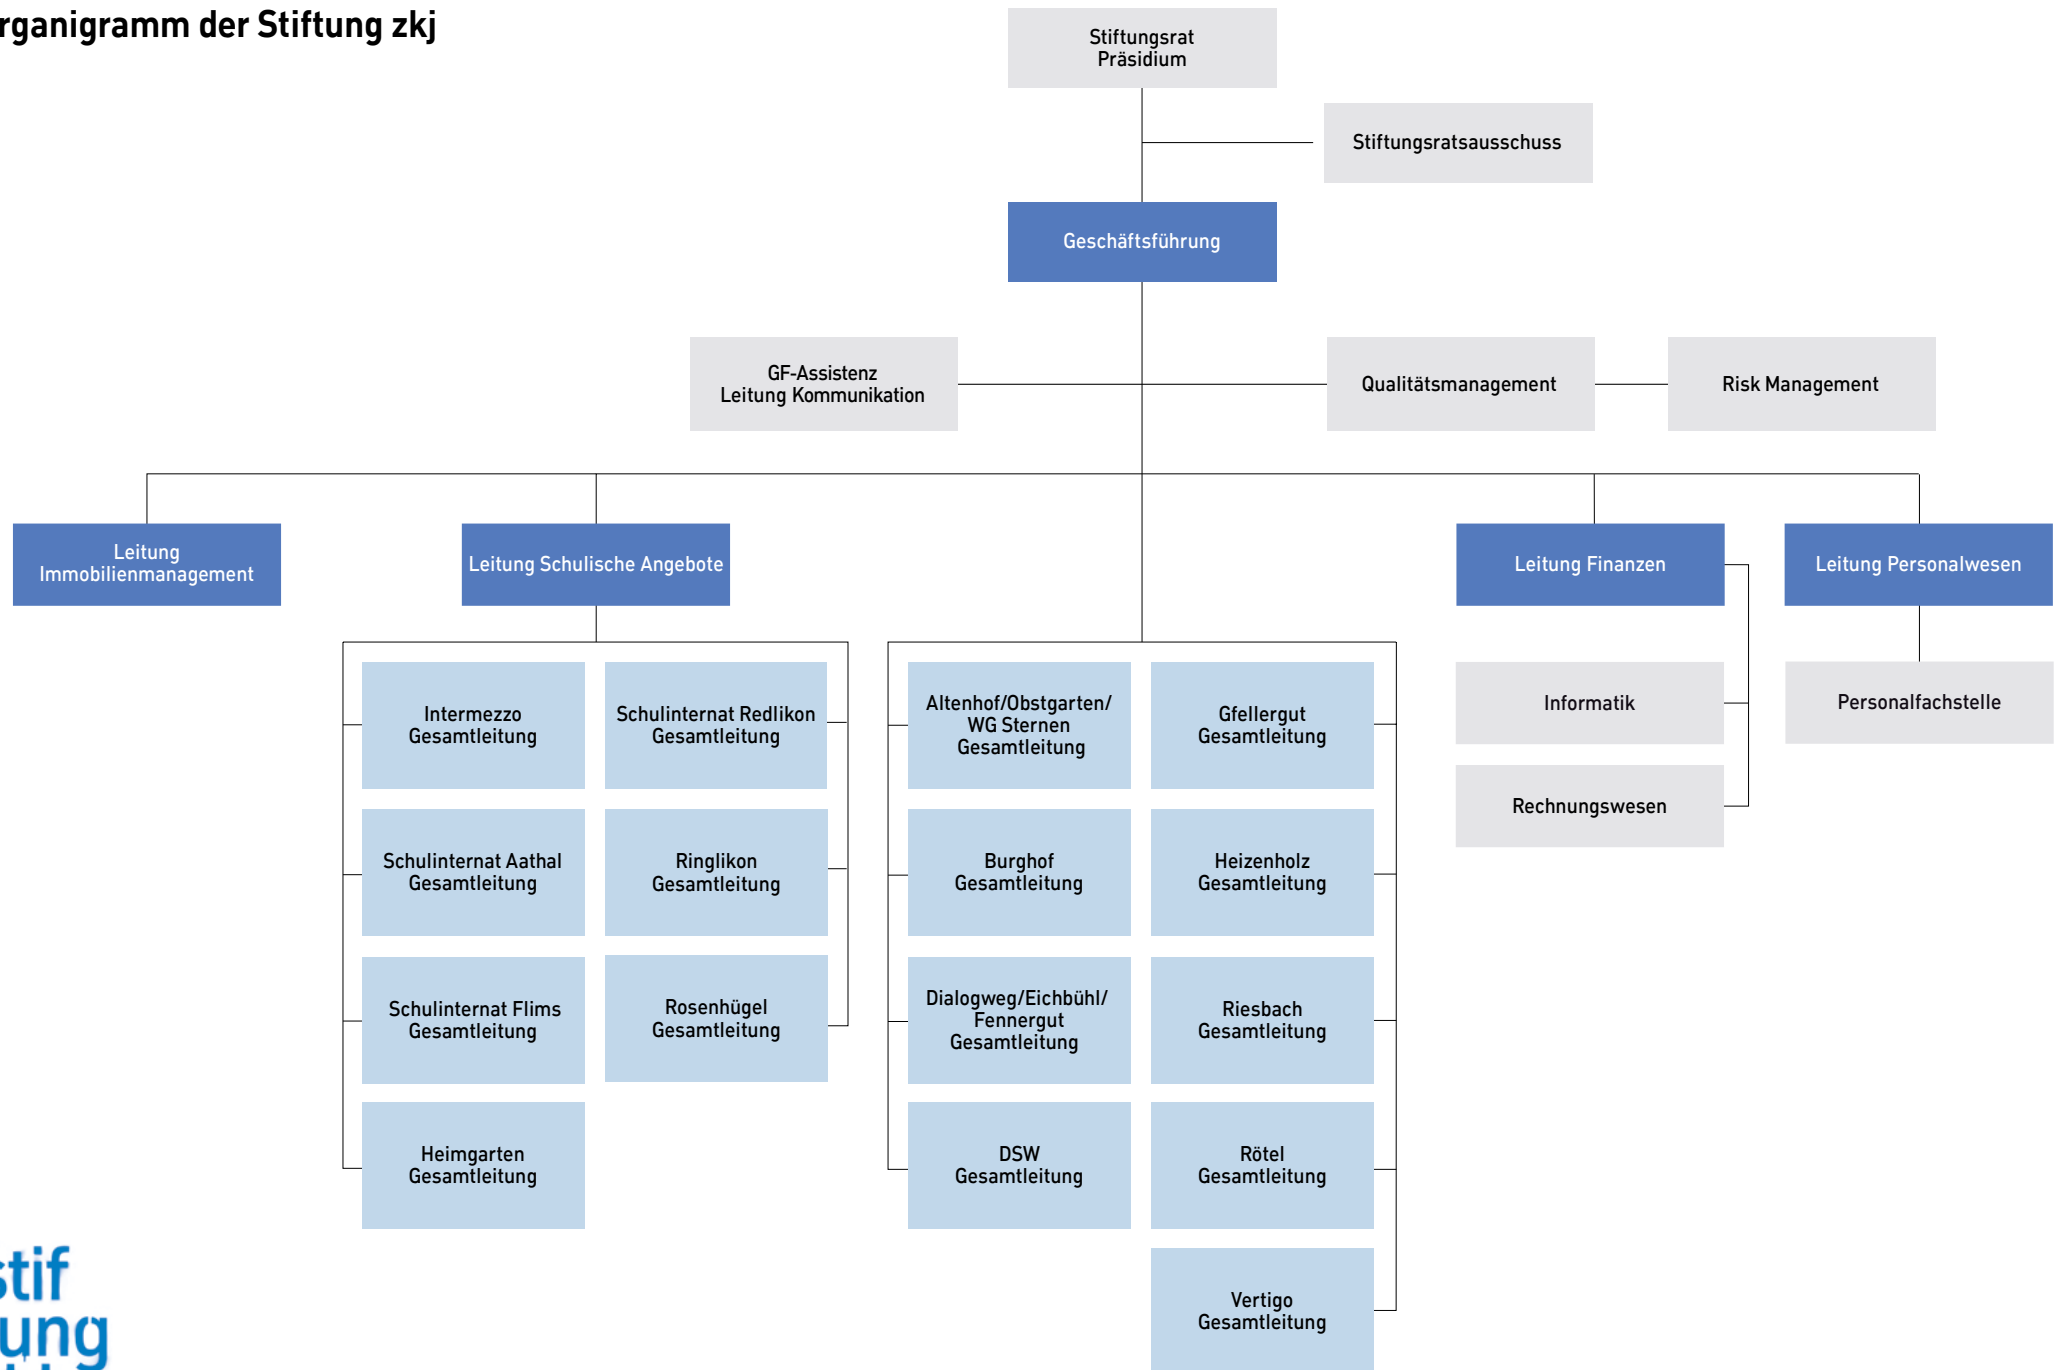 rganigramm der Stiftung zkj
Stiftungsrat
Präsidium
Stiftungsratsausschuss
Geschäftsführung
GF-Assistenz
Leitung Kommunikation
Qualitätsmanagement
Risk Management
Leitung
Immobilienmanagement
Leitung Schulische Angebote
Leitung Finanzen
Leitung Personalwesen
Intermezzo
Gesamtleitung
Schulinternat Redlikon
Gesamtleitung
Altenhof/Obstgarten/
WG Sternen
Gesamtleitung
Gfellergut
Gesamtleitung
Informatik
Personalfachstelle
Rechnungswesen
Schulinternat Aathal
Gesamtleitung
Ringlikon
Gesamtleitung
Burghof
Gesamtleitung
Heizenholz
Gesamtleitung
Schulinternat Flims
Gesamtleitung
Rosenhügel
Gesamtleitung
Dialogweg/Eichbühl/
Fennergut
Gesamtleitung
Riesbach
Gesamtleitung
Heimgarten
Gesamtleitung
DSW
Gesamtleitung
Rötel
Gesamtleitung
Vertigo
Gesamtleitung
stif
ung